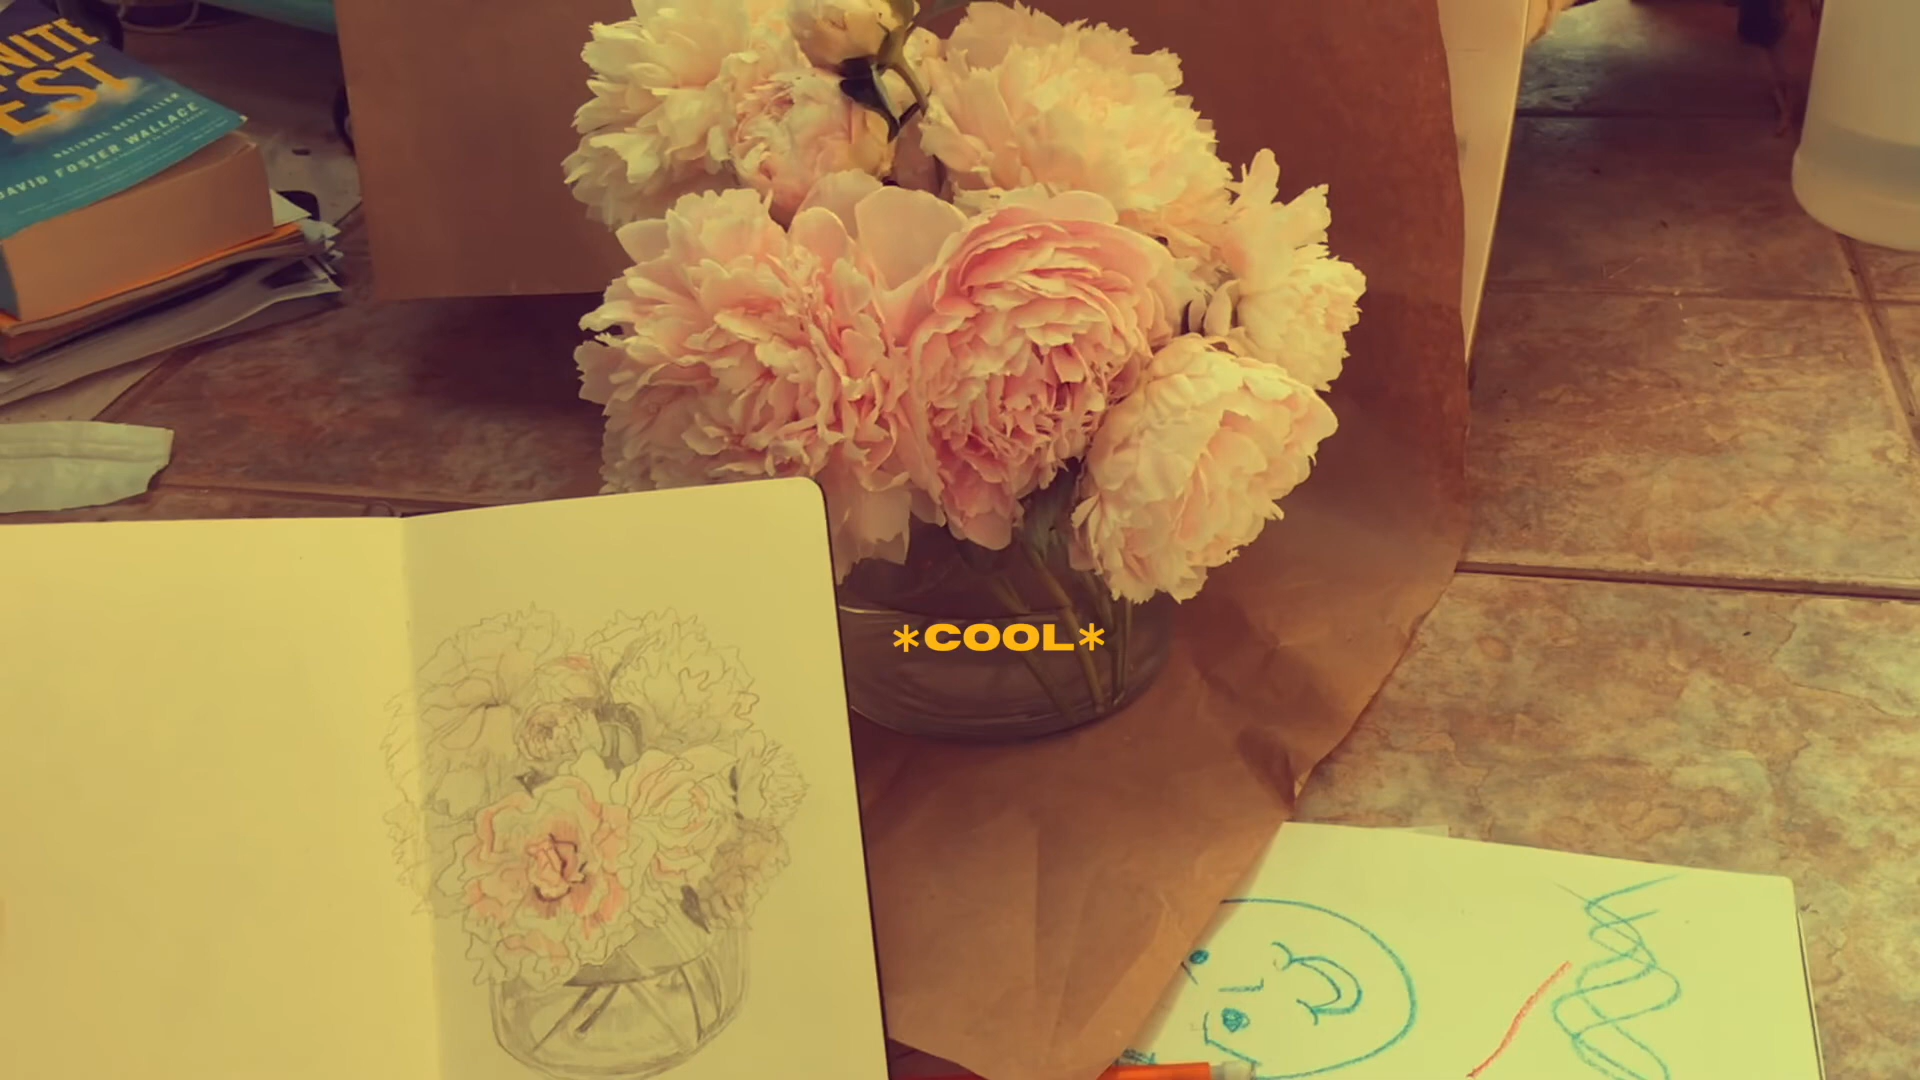 NITE
EST
NATIONAL BESTSELLER
DAVID FOSTER WALLACE
*COOL*